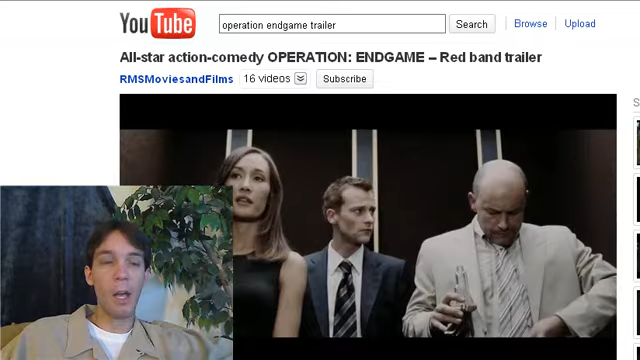 YouTube operation endgame trailer Search Browse Upload
All-star action-comedy OPERATION: ENDGAME – Red band trailer
RMSMoviesandFilms 16 videos Subscribe
S